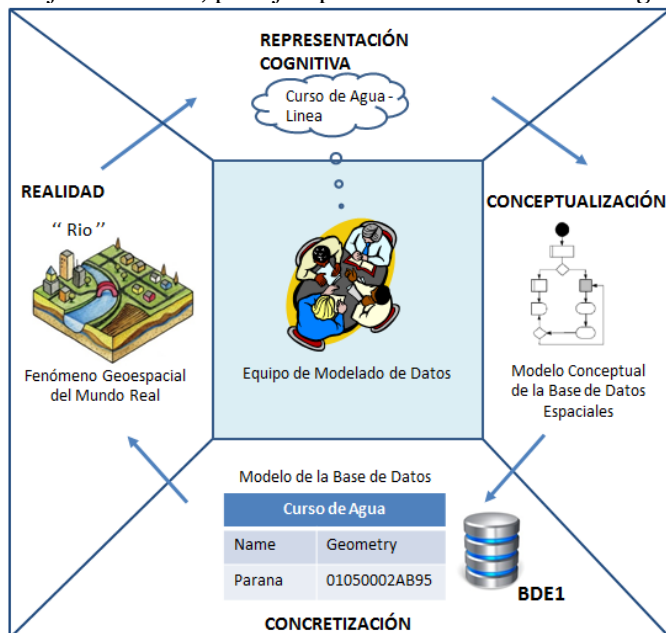 REPRESENTACIÓN
COGNITIVA
Curso de Agua -
Linea
REALIDAD
“ Rio ”
Fenómeno Geoespacial
del Mundo Real
Equipo de Modelado de Datos
CONCEPTUALIZACIÓN
Modelo Conceptual
de la Base de Datos
Espaciales
Modelo de la Base de Datos
Curso de Agua
Name Geometry
Parana 01050002AB95
BDE1
CONCRETIZACIÓN